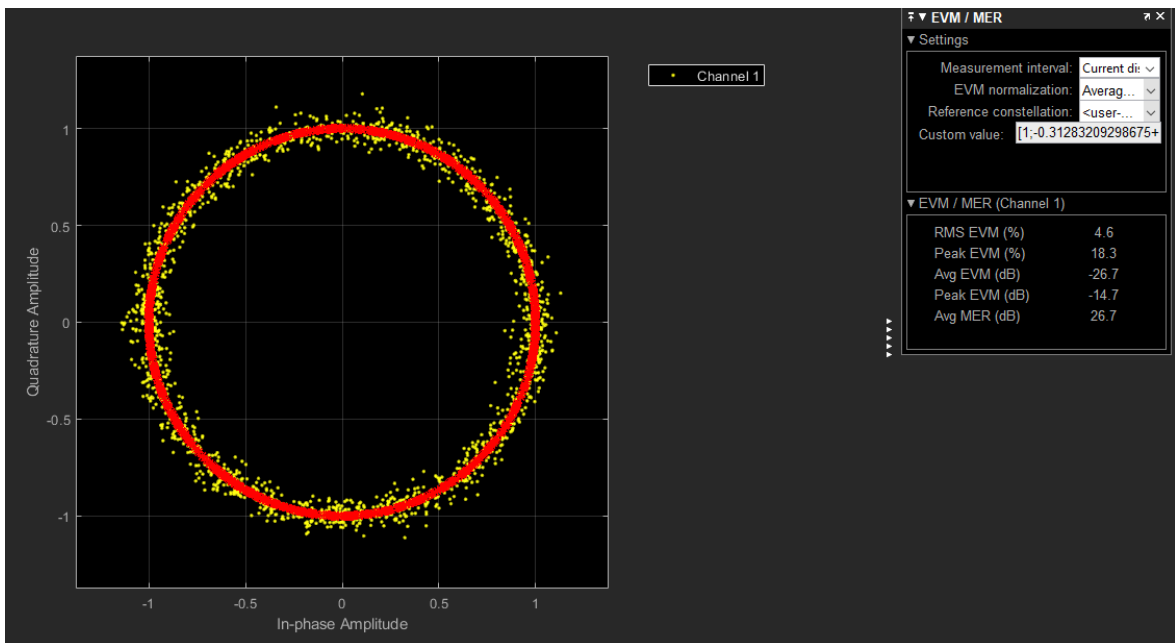 Channel 1
1
0.5
0
-0.5
-1
Quadrature Amplitude
-1
-0.5
0
0.5
1
In-phase Amplitude
EVM / MER
Settings
Measurement interval: Current di
EVM normalization: Averag...
Reference constellation: <user-...
Custom value: [1;-0.31283209298675+
EVM / MER (Channel 1)
RMS EVM (%) 4.6
Peak EVM (%) 18.3
Avg EVM (dB) -26.7
Peak EVM (dB) -14.7
Avg MER (dB) 26.7